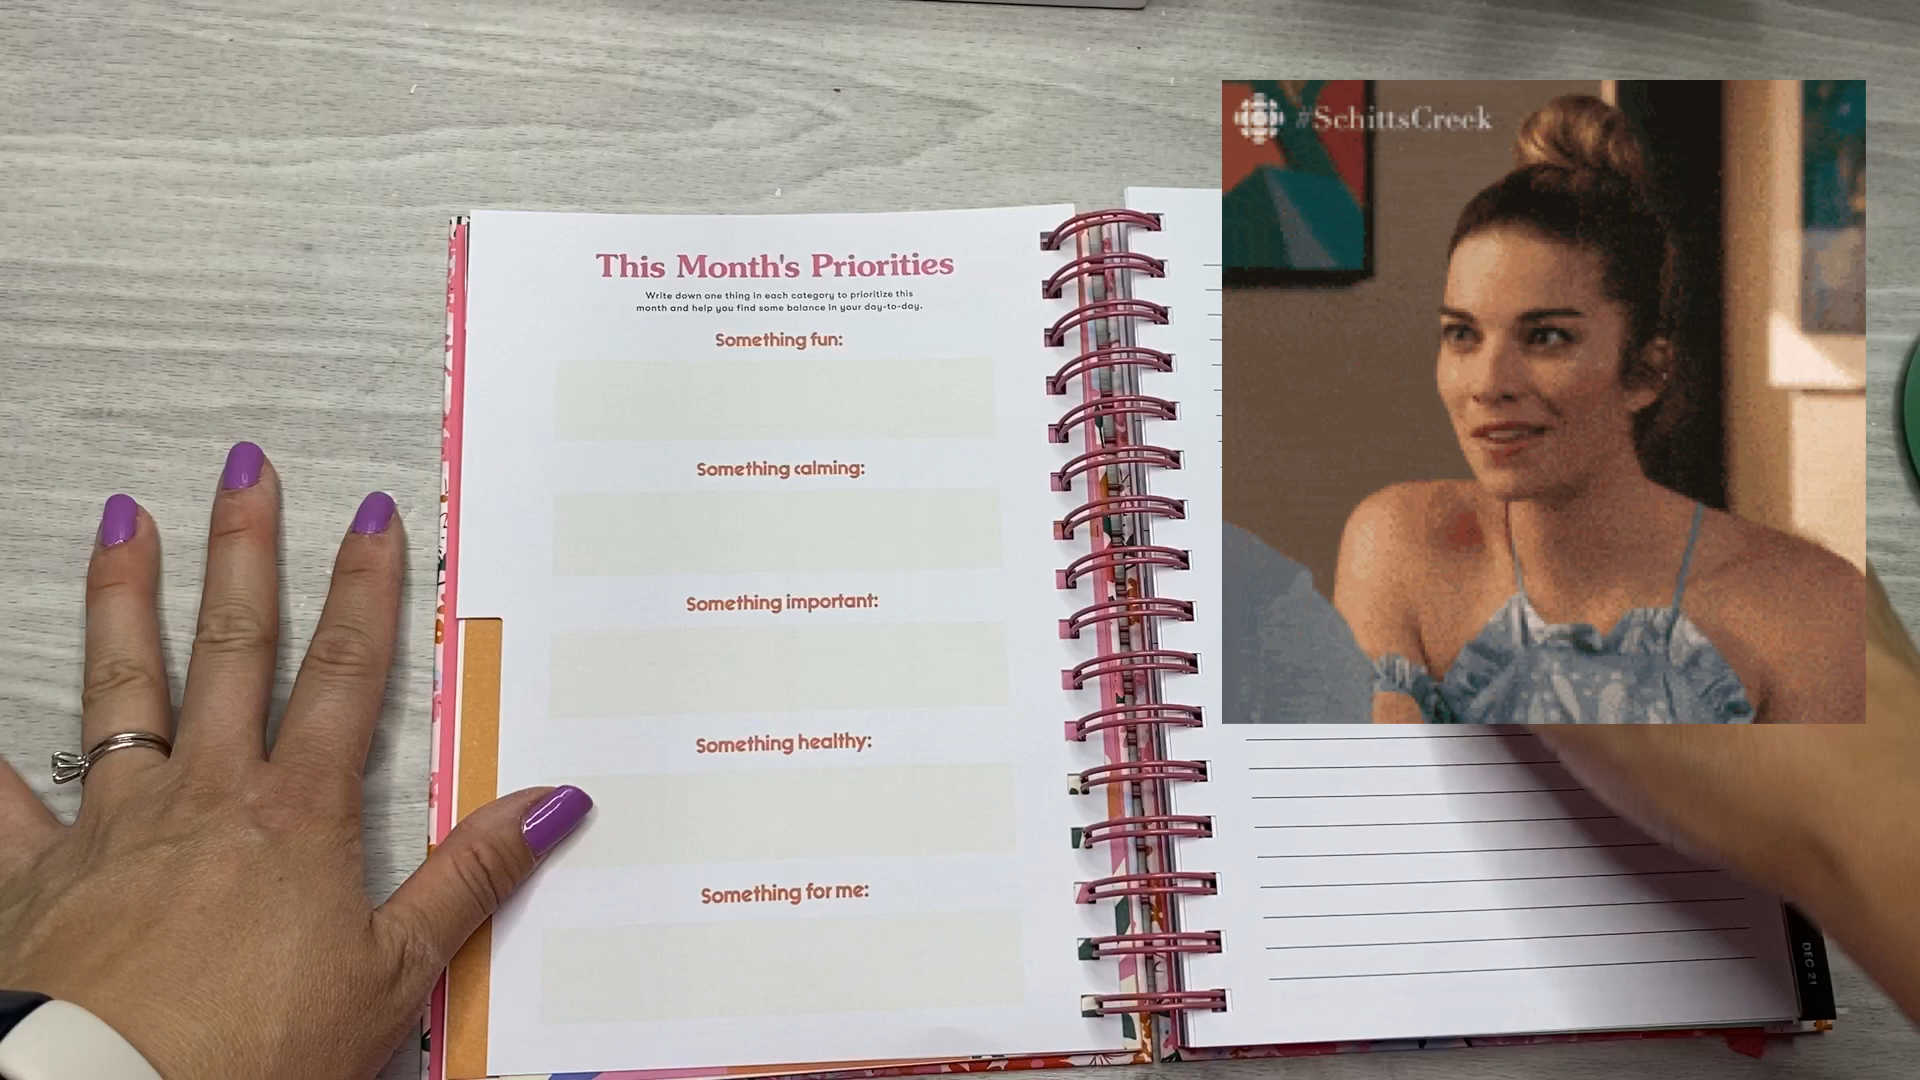 This Month's Priorities
Write down one thing in each category to prioritize this
month and help you find some balance in your day-to-day.
Something fun:
Something calming:
Something important:
Something healthy:
Something for me:
#SchittsCreek
DEC 21